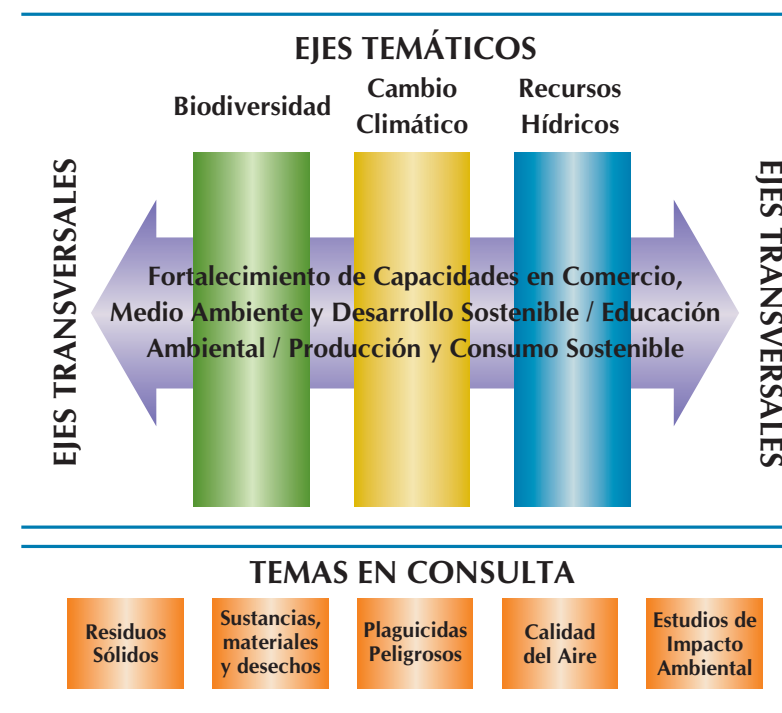 EJES TEMÁTICOS
Biodiversidad
Cambio
Climático
Recursos
Hídricos
EJES TRANSVERSALES
Fortalecimiento de Capacidades en Comercio,
Medio Ambiente y Desarrollo Sostenible / Educación
Ambiental / Producción y Consumo Sostenible
EJES TRANSVERSALES
TEMAS EN CONSULTA
Residuos
Sólidos
Sustancias,
materiales
y desechos
Plaguicidas
Peligrosos
Calidad
del Aire
Estudios de
Impacto
Ambiental